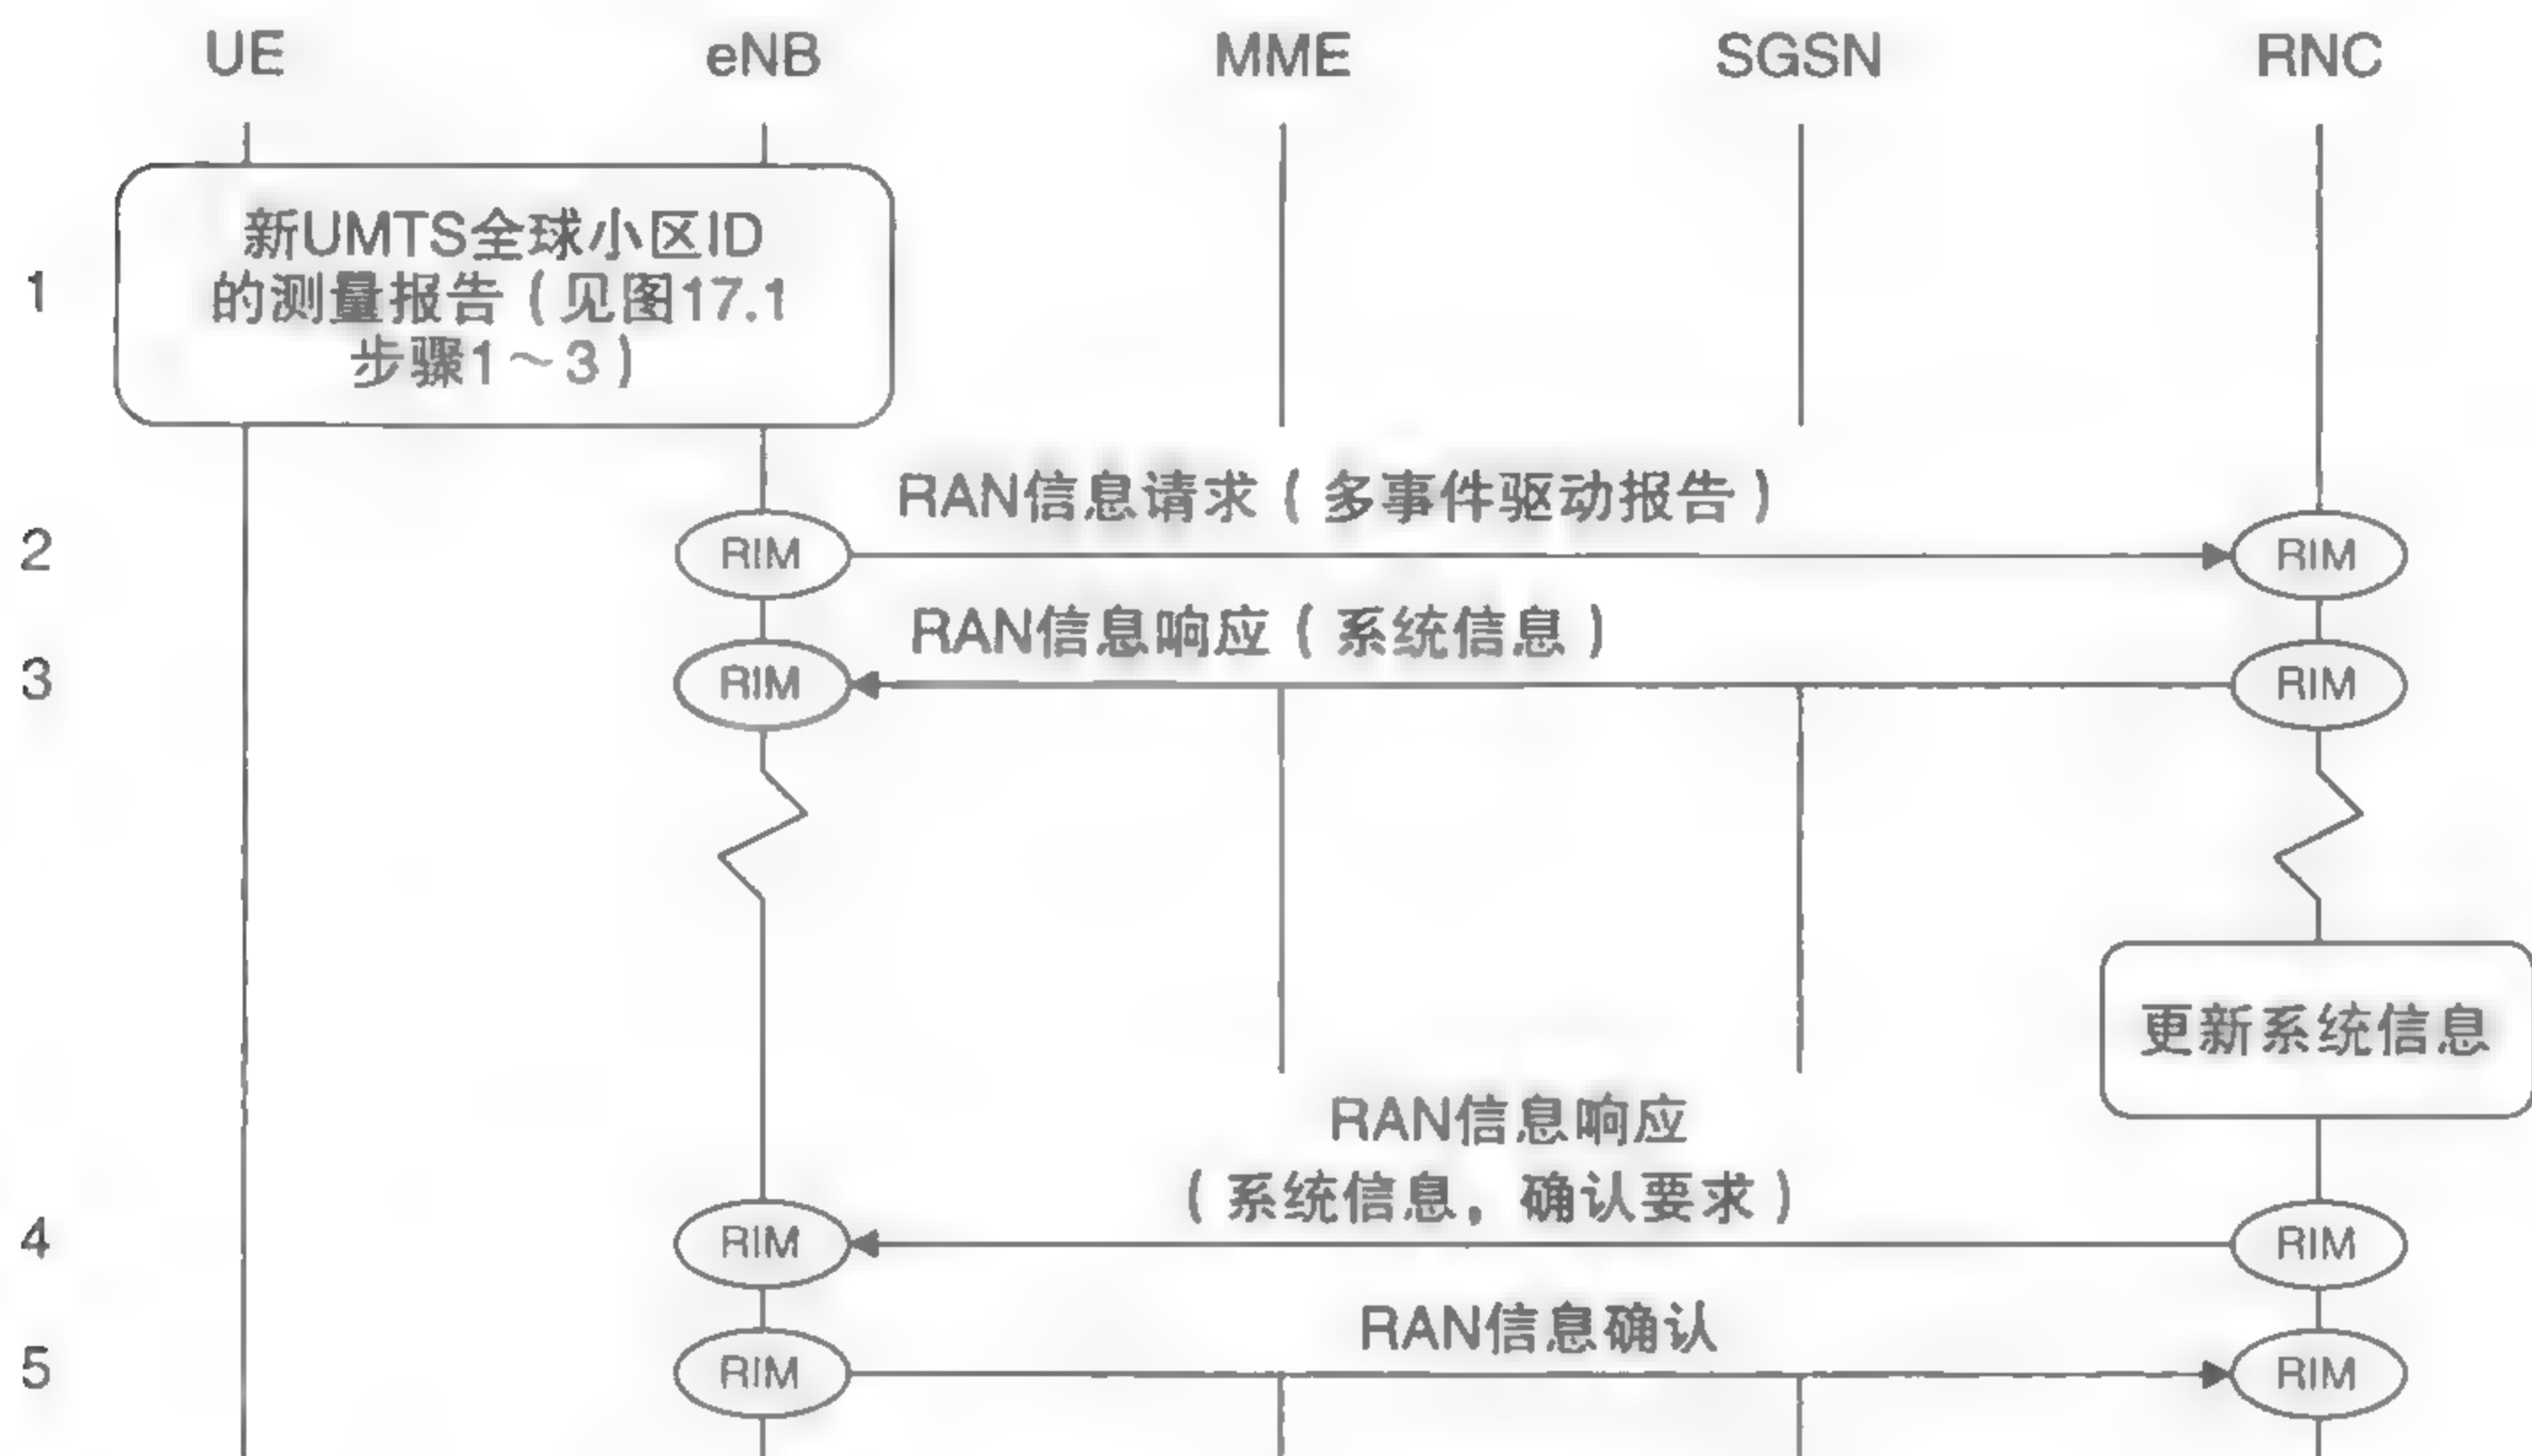 UE
eNB
MME
SGSN
RNC
1
新UMTS全球小区ID
的测量报告（见图17.1
步骤1～3）
RAN信息请求（多事件驱动报告）
2
RIM
RIM
RAN信息响应（系统信息）
3
RIM
RIM
更新系统信息
RAN信息响应
（系统信息，确认要求）
4
RIM
RIM
RAN信息确认
5
RIM
RIM